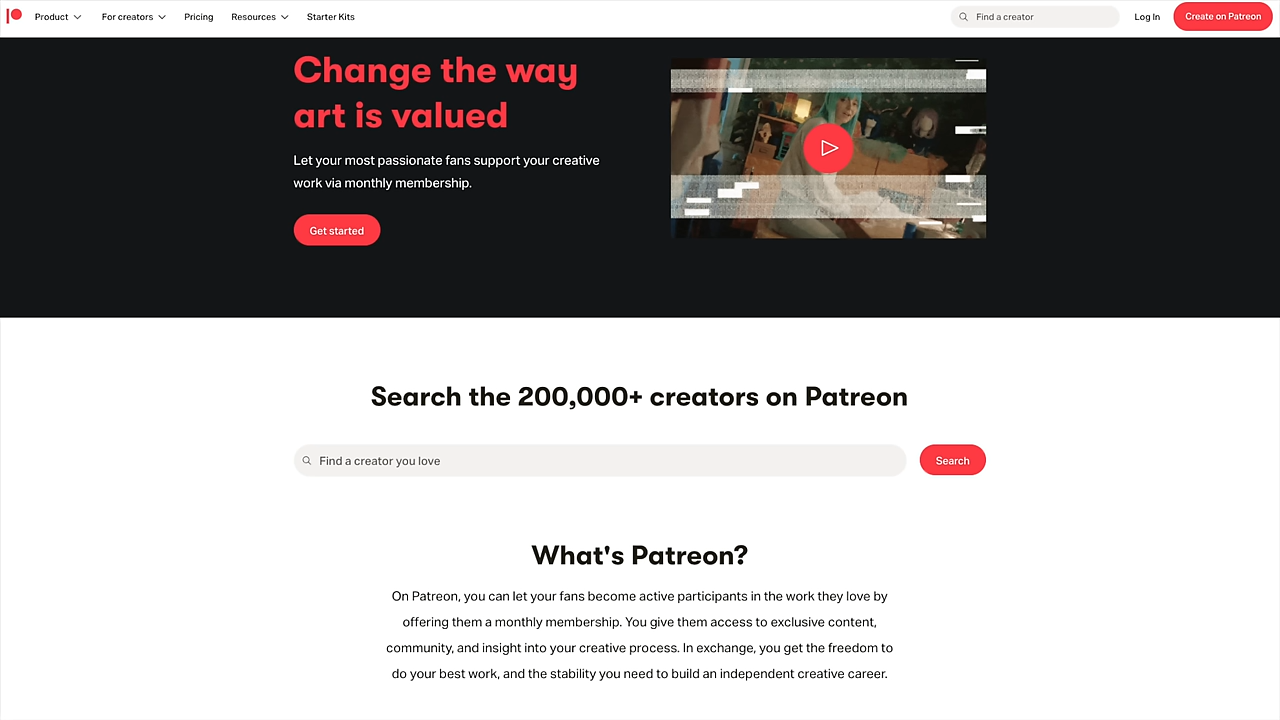 Product
For creators
Pricing
Resources
Starter Kits
Find a creator
Log In
Create on Patreon
Change the way
art is valued
Let your most passionate fans support your creative
work via monthly membership.
Get started
Search the 200,000+ creators on Patreon
Find a creator you love
Search
What's Patreon?
On Patreon, you can let your fans become active participants in the work they love by
offering them a monthly membership. You give them access to exclusive content,
community, and insight into your creative process. In exchange, you get the freedom to
do your best work, and the stability you need to build an independent creative career.